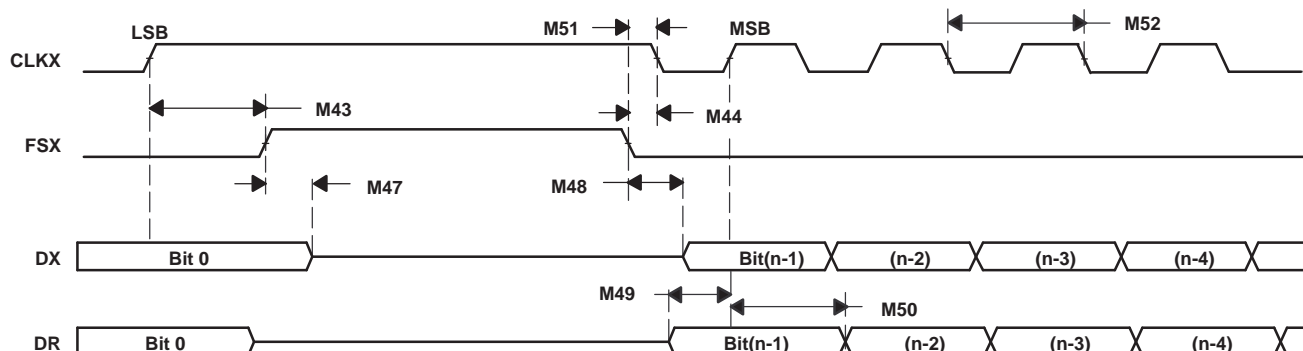 LSB M51 MSB M52
CLKX
M43 M44
FSX
M47 M48
DX Bit 0 Bit(n-1) (n-2) (n-3) (n-4)
M49 M50
DR Bit 0 Bit(n-1) (n-2) (n-3) (n-4)